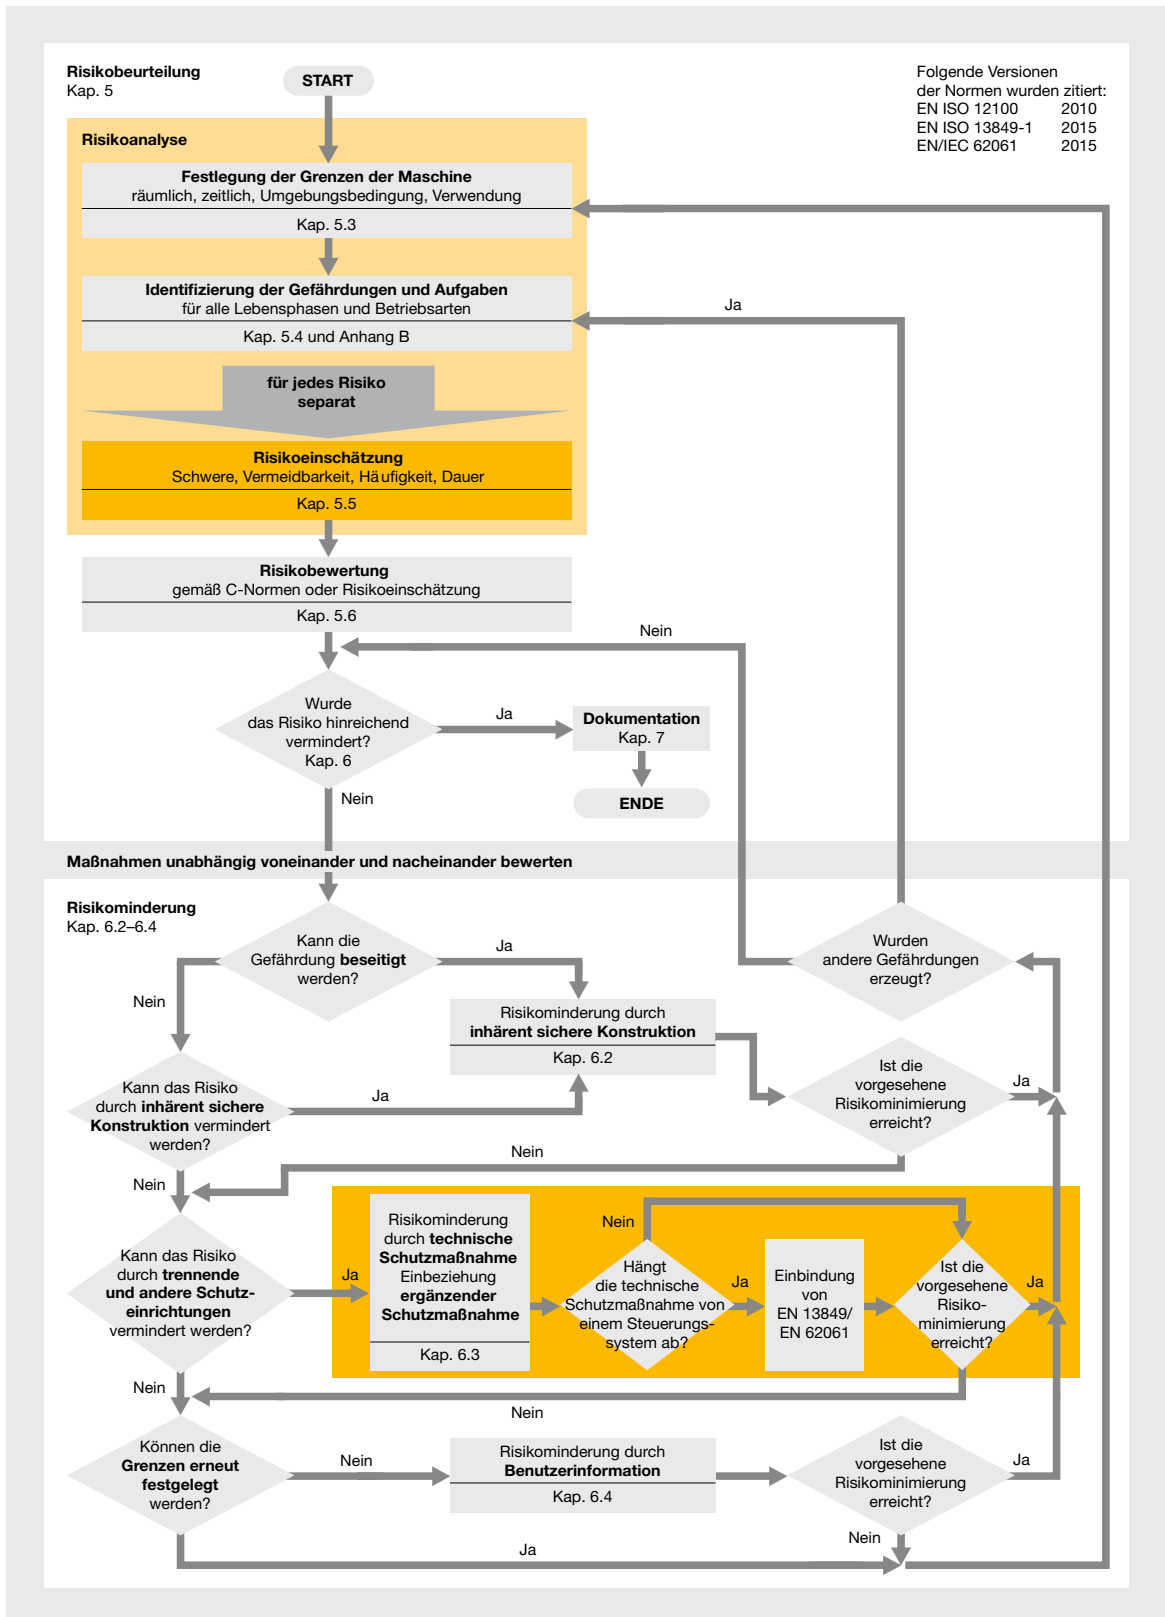 Risikobeurteilung
Kap. 5
START
Folgende Versionen
der Normen wurden zitiert:
EN ISO 12100 2010
EN ISO 13849-1 2015
EN/IEC 62061 2015
Risikoanalyse
Festlegung der Grenzen der Maschine
räumlich, zeitlich, Umgebungsbedingung, Verwendung
Kap. 5.3
Identifizierung der Gefährdungen und Aufgaben
für alle Lebensphasen und Betriebsarten
Kap. 5.4 und Anhang B
Ja
für jedes Risiko
separat
Risikoeinschätzung
Schwere, Vermeidbarkeit, Häufigkeit, Dauer
Kap. 5.5
Risikobewertung
gemäß C-Normen oder Risikoeinschätzung
Kap. 5.6
Nein
Wurde
das Risiko hinreichend
vermindert?
Kap. 6
Ja
Dokumentation
Kap. 7
ENDE
Nein
Maßnahmen unabhängig voneinander und nacheinander bewerten
Risikominderung
Kap. 6.2–6.4
Kann die
Gefährdung beseitigt
werden?
Ja
Wurden
andere Gefährdungen
erzeugt?
Nein
Risikominderung durch
inhärent sichere Konstruktion
Kap. 6.2
Kann das Risiko
durch inhärent sichere
Konstruktion vermindert
werden?
Ja
Ist die
vorgesehene
Risikominimierung
erreicht?
Ja
Nein
Nein
Kann das Risiko
durch trennende
und andere Schutz-
einrichtungen
vermindert werden?
Ja
Risikominderung
durch technische
Schutzmaßnahme
Einbeziehung
ergänzender
Schutzmaßnahme
Kap. 6.3
Nein
Hängt
die technische
Schutzmaßnahme von
einem Steuerungs-
system ab?
Ja
Einbindung
von
EN 13849/
EN 62061
Ist die
vorgesehene
Risiko-
minimierung
erreicht?
Ja
Nein
Nein
Können die
Grenzen erneut
festgelegt
werden?
Nein
Risikominderung durch
Benutzerinformation
Kap. 6.4
Ist die
vorgesehene
Risikominimierung
erreicht?
Ja
Nein
Ja